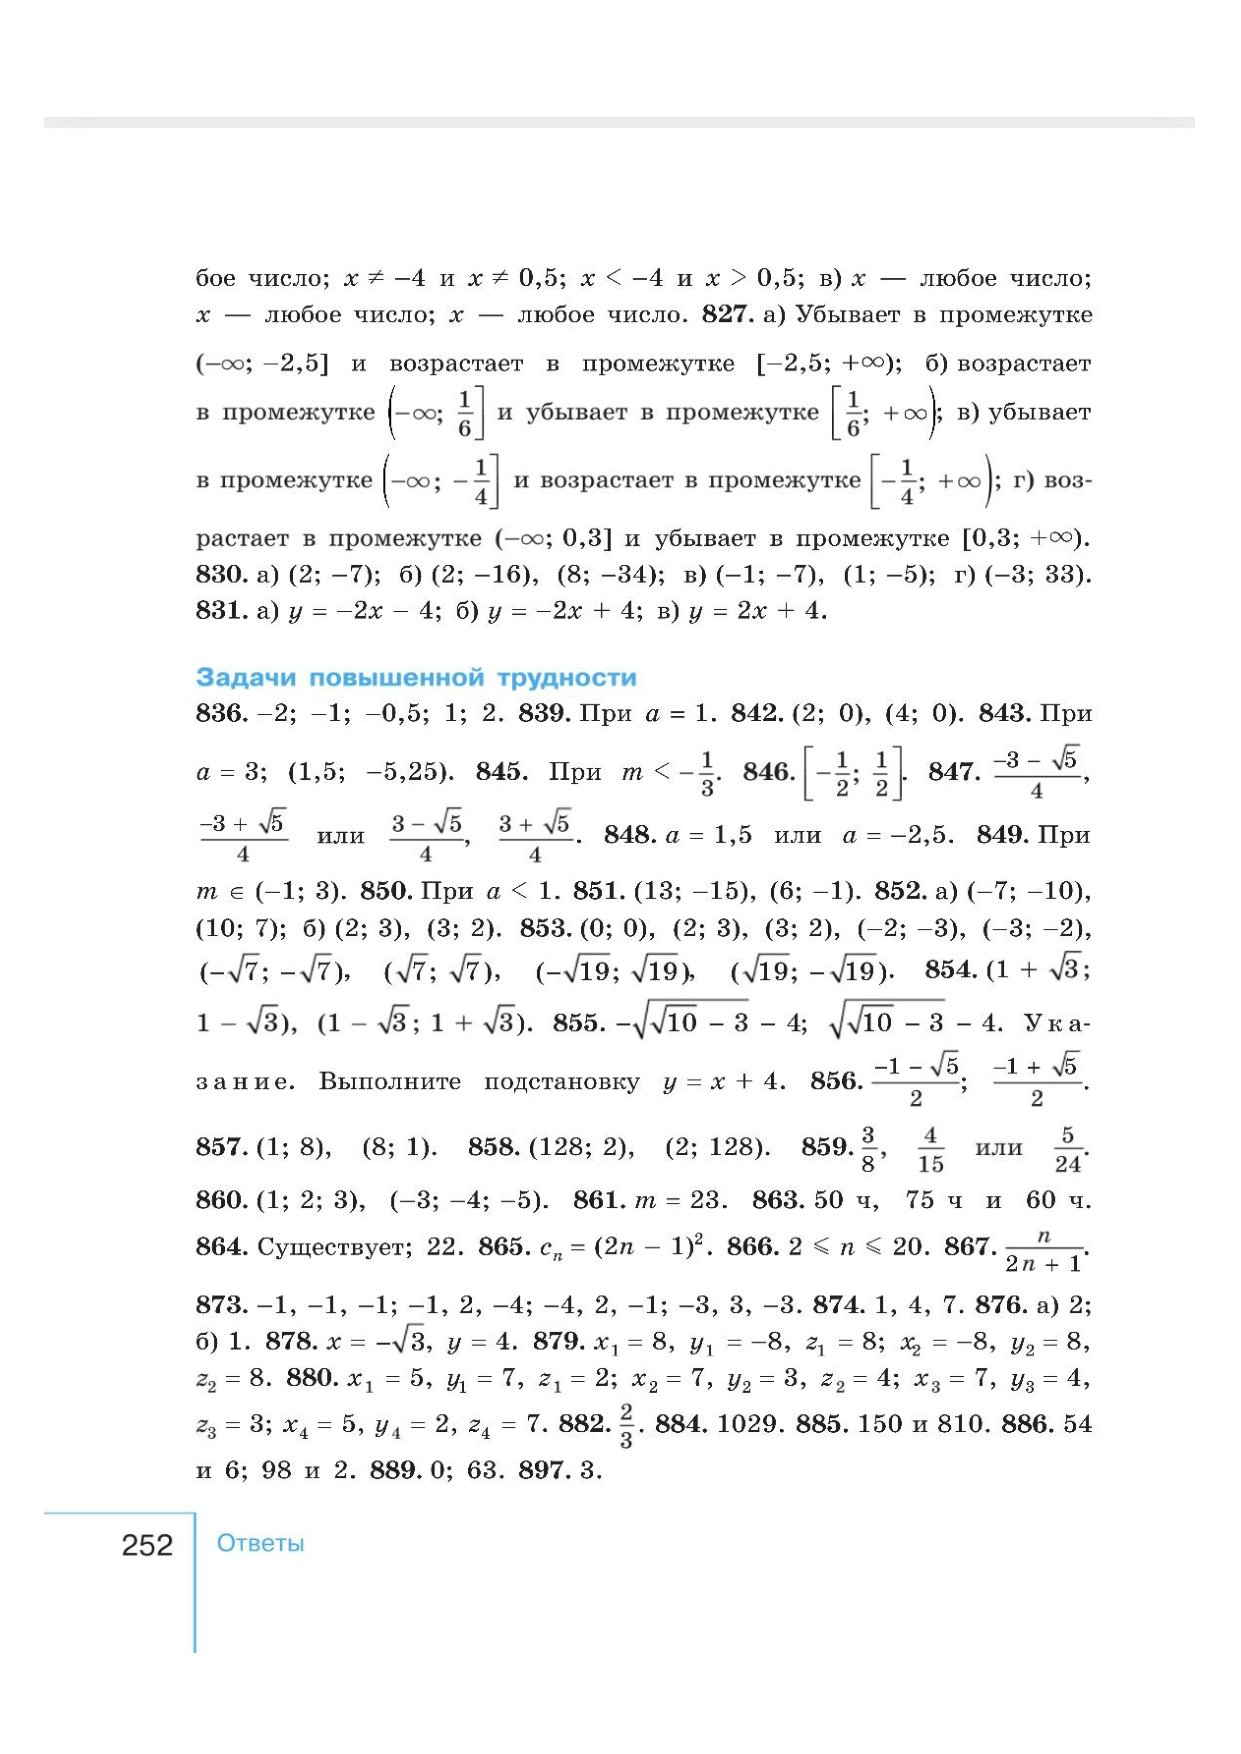 бое число; x ≠ −4 и x ≠ 0,5; x < −4 и x > 0,5; в) x — любое число;
x — любое число; x — любое число. 827. а) Убывает в промежутке
(−∞; −2,5] и возрастает в промежутке [−2,5; +∞); б) возрастает
в промежутке (−∞; 1/6] и убывает в промежутке [1/6; +∞); в) убывает
в промежутке (−∞; −1/4] и возрастает в промежутке [−1/4; +∞); г) воз-
растает в промежутке (−∞; 0,3] и убывает в промежутке [0,3; +∞).
830. а) (2; −7); б) (2; −16), (8; −34); в) (−1; −7), (1; −5); г) (−3; 33).
831. а) y = −2x − 4; б) y = −2x + 4; в) y = 2x + 4.
Задачи повышенной трудности
836. −2; −1; −0,5; 1; 2. 839. При a = 1. 842. (2; 0), (4; 0). 843. При
a = 3; (1,5; −5,25). 845. При m < −1/3. 846. [−1/2; 1/2]. 847. (−3 − √5)/4,
(−3 + √5)/4 или (3 − √5)/4, (3 + √5)/4. 848. a = 1,5 или a = −2,5. 849. При
m ∈ (−1; 3). 850. При a < 1. 851. (13; −15), (6; −1). 852. а) (−7; −10),
(10; 7); б) (2; 3), (3; 2). 853. (0; 0), (2; 3), (3; 2), (−2; −3), (−3; −2),
(−√7; −√7), (√7; √7), (−√19; √19), (√19; −√19). 854. (1 + √3;
1 − √3), (1 − √3; 1 + √3). 855. −√(√10 − 3) − 4; √(√10 − 3) − 4. Ука-
зание. Выполните подстановку y = x + 4. 856. (−1 − √5)/2; (−1 + √5)/2.
857. (1; 8), (8; 1). 858. (128; 2), (2; 128). 859. 3/8, 4/15 или 5/24.
860. (1; 2; 3), (−3; −4; −5). 861. m = 23. 863. 50 ч, 75 ч и 60 ч.
864. Существует; 22. 865. cₙ = (2n − 1)². 866. 2 ⩽ n ⩽ 20. 867. n/(2n + 1).
873. −1, −1, −1; −1, 2, −4; −4, 2, −1; −3, 3, −3. 874. 1, 4, 7. 876. а) 2;
б) 1. 878. x = −√3, y = 4. 879. x₁ = 8, y₁ = −8, z₁ = 8; x₂ = −8, y₂ = 8,
z₂ = 8. 880. x₁ = 5, y₁ = 7, z₁ = 2; x₂ = 7, y₂ = 3, z₂ = 4; x₃ = 7, y₃ = 4,
z₃ = 3; x₄ = 5, y₄ = 2, z₄ = 7. 882. 2/3. 884. 1029. 885. 150 и 810. 886. 54
и 6; 98 и 2. 889. 0; 63. 897. 3.
252 Ответы